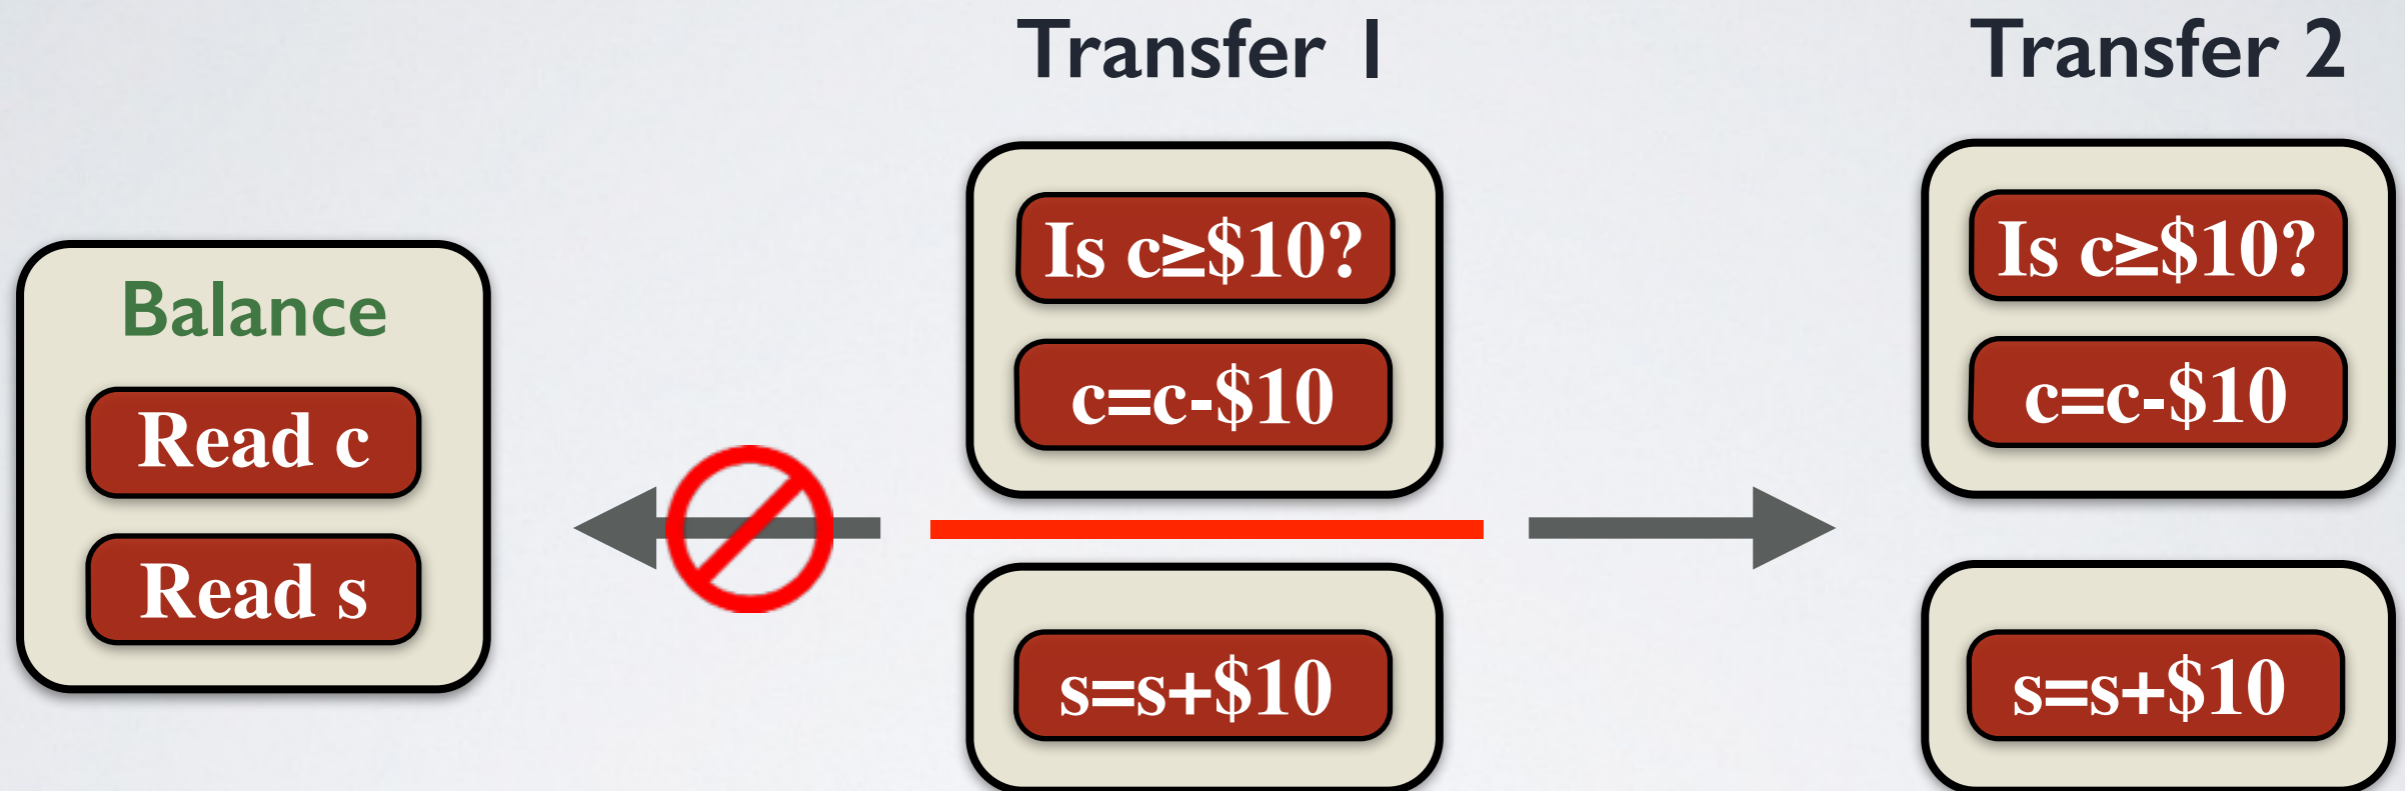 Transfer 1
Transfer 2
Balance
Read c
Read s
Is c≥$10?
c=c-$10
s=s+$10
Is c≥$10?
c=c-$10
s=s+$10